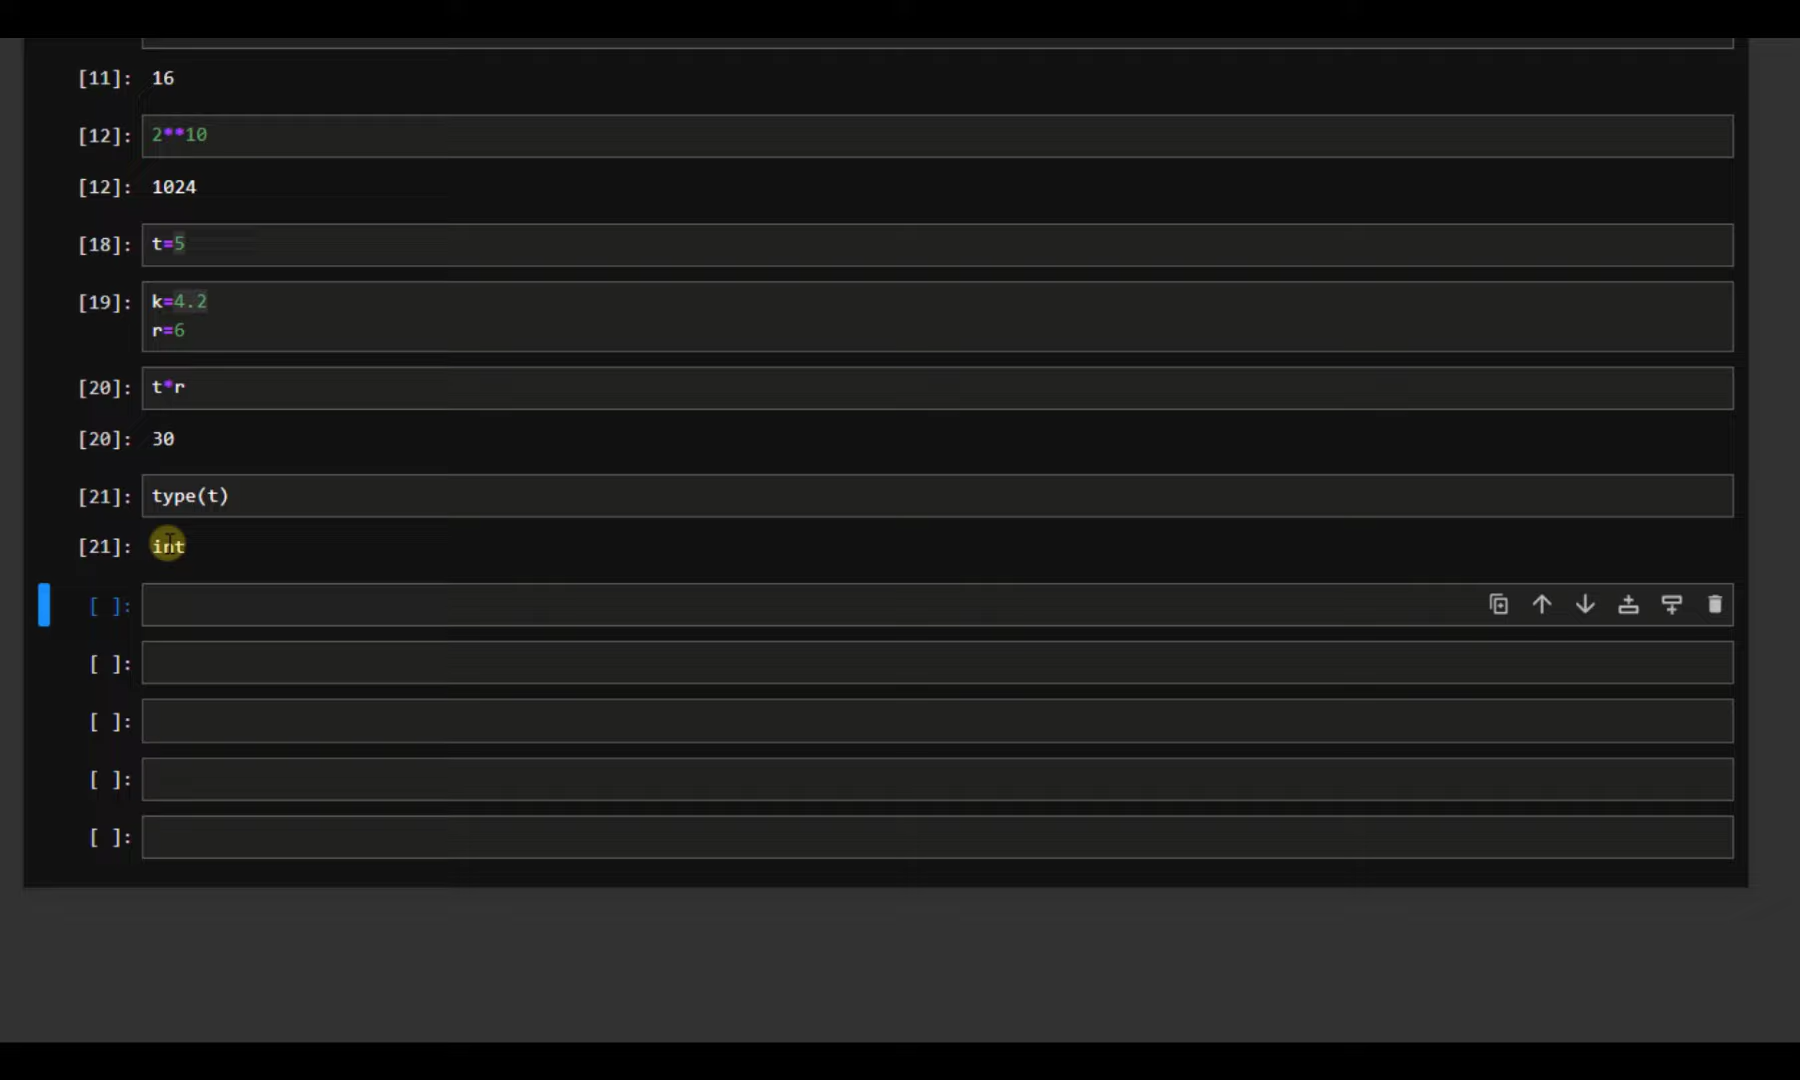 [11]: 16
[12]: 2**10
[12]: 1024
[18]: t=5
[19]: k=4.2
r=6
[20]: t*r
[20]: 30
[21]: type(t)
[21]: int
[ ]:
[ ]:
[ ]:
[ ]:
[ ]: